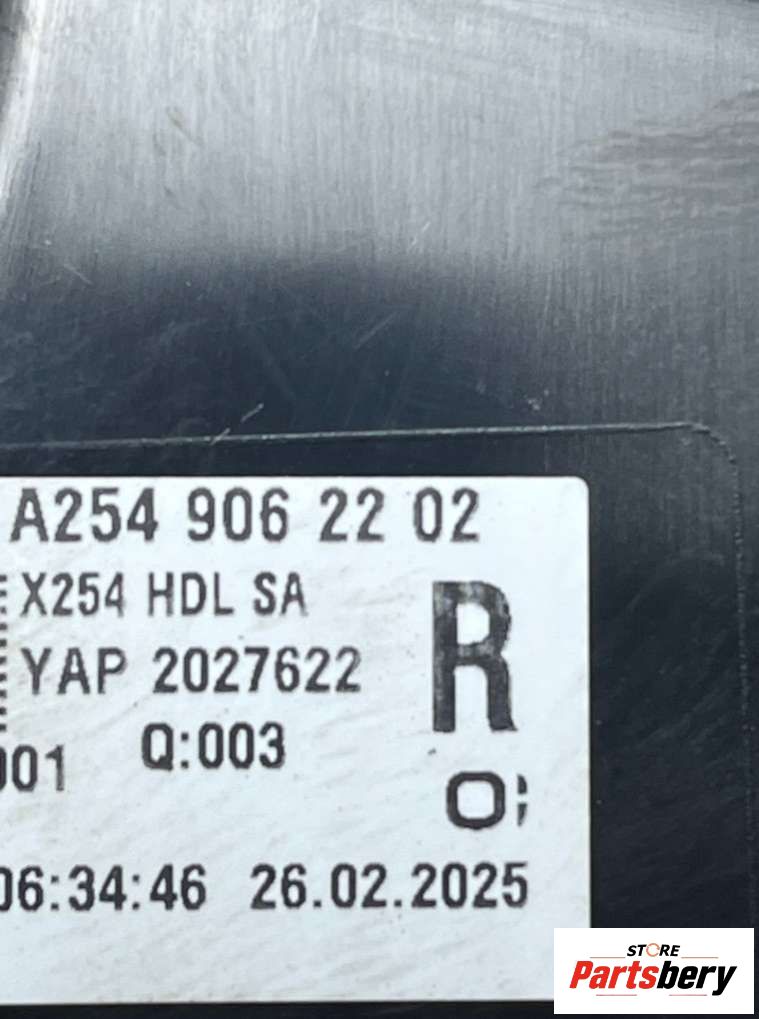 A254 906 22 02
X254 HDL SA
YAP 2027622
R
001 Q:003
06:34:46 26.02.2025
STORE
Partsbery